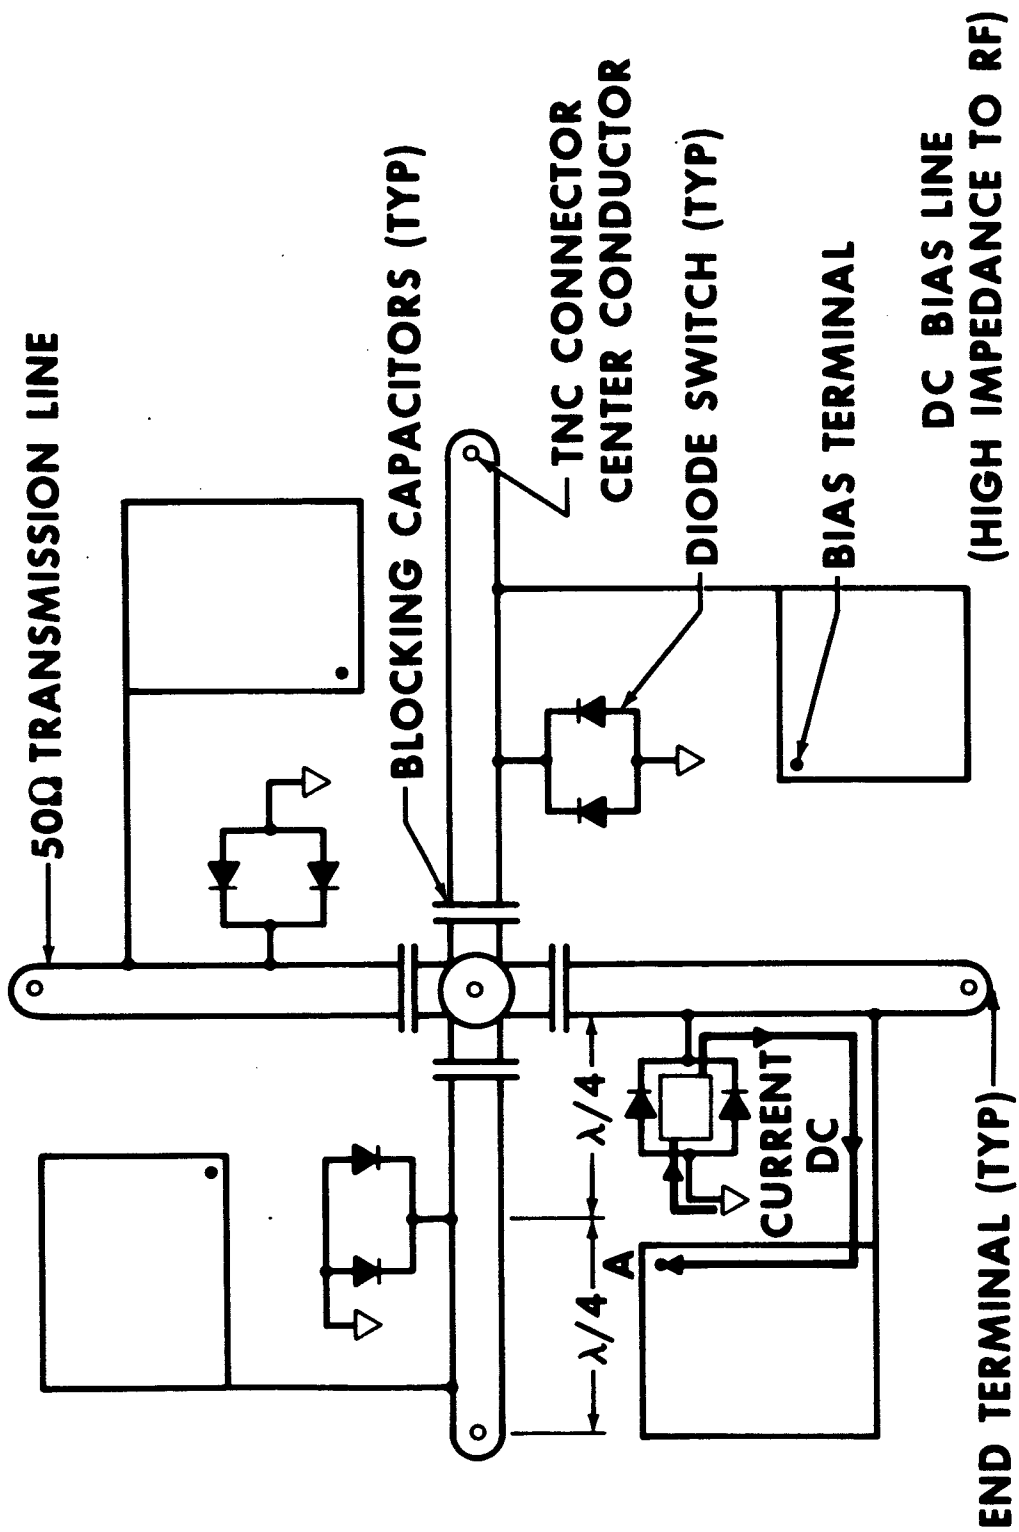 50Ω TRANSMISSION LINE
BLOCKING CAPACITORS (TYP)
TNC CONNECTOR
CENTER CONDUCTOR
DIODE SWITCH (TYP)
BIAS TERMINAL
DC BIAS LINE
(HIGH IMPEDANCE TO RF)
λ/4
λ/4
A
CURRENT
DC
END TERMINAL (TYP)